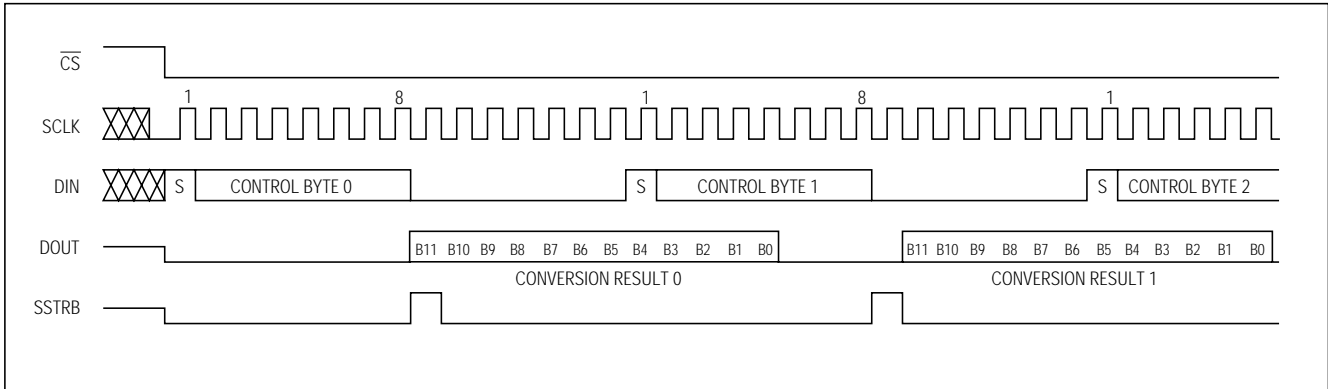 CS
1 8 1 8 1
SCLK
DIN S CONTROL BYTE 0 S CONTROL BYTE 1 S CONTROL BYTE 2
DOUT B11 B10 B9 B8 B7 B6 B5 B4 B3 B2 B1 B0 B11 B10 B9 B8 B7 B6 B5 B4 B3 B2 B1 B0
CONVERSION RESULT 0 CONVERSION RESULT 1
SSTRB